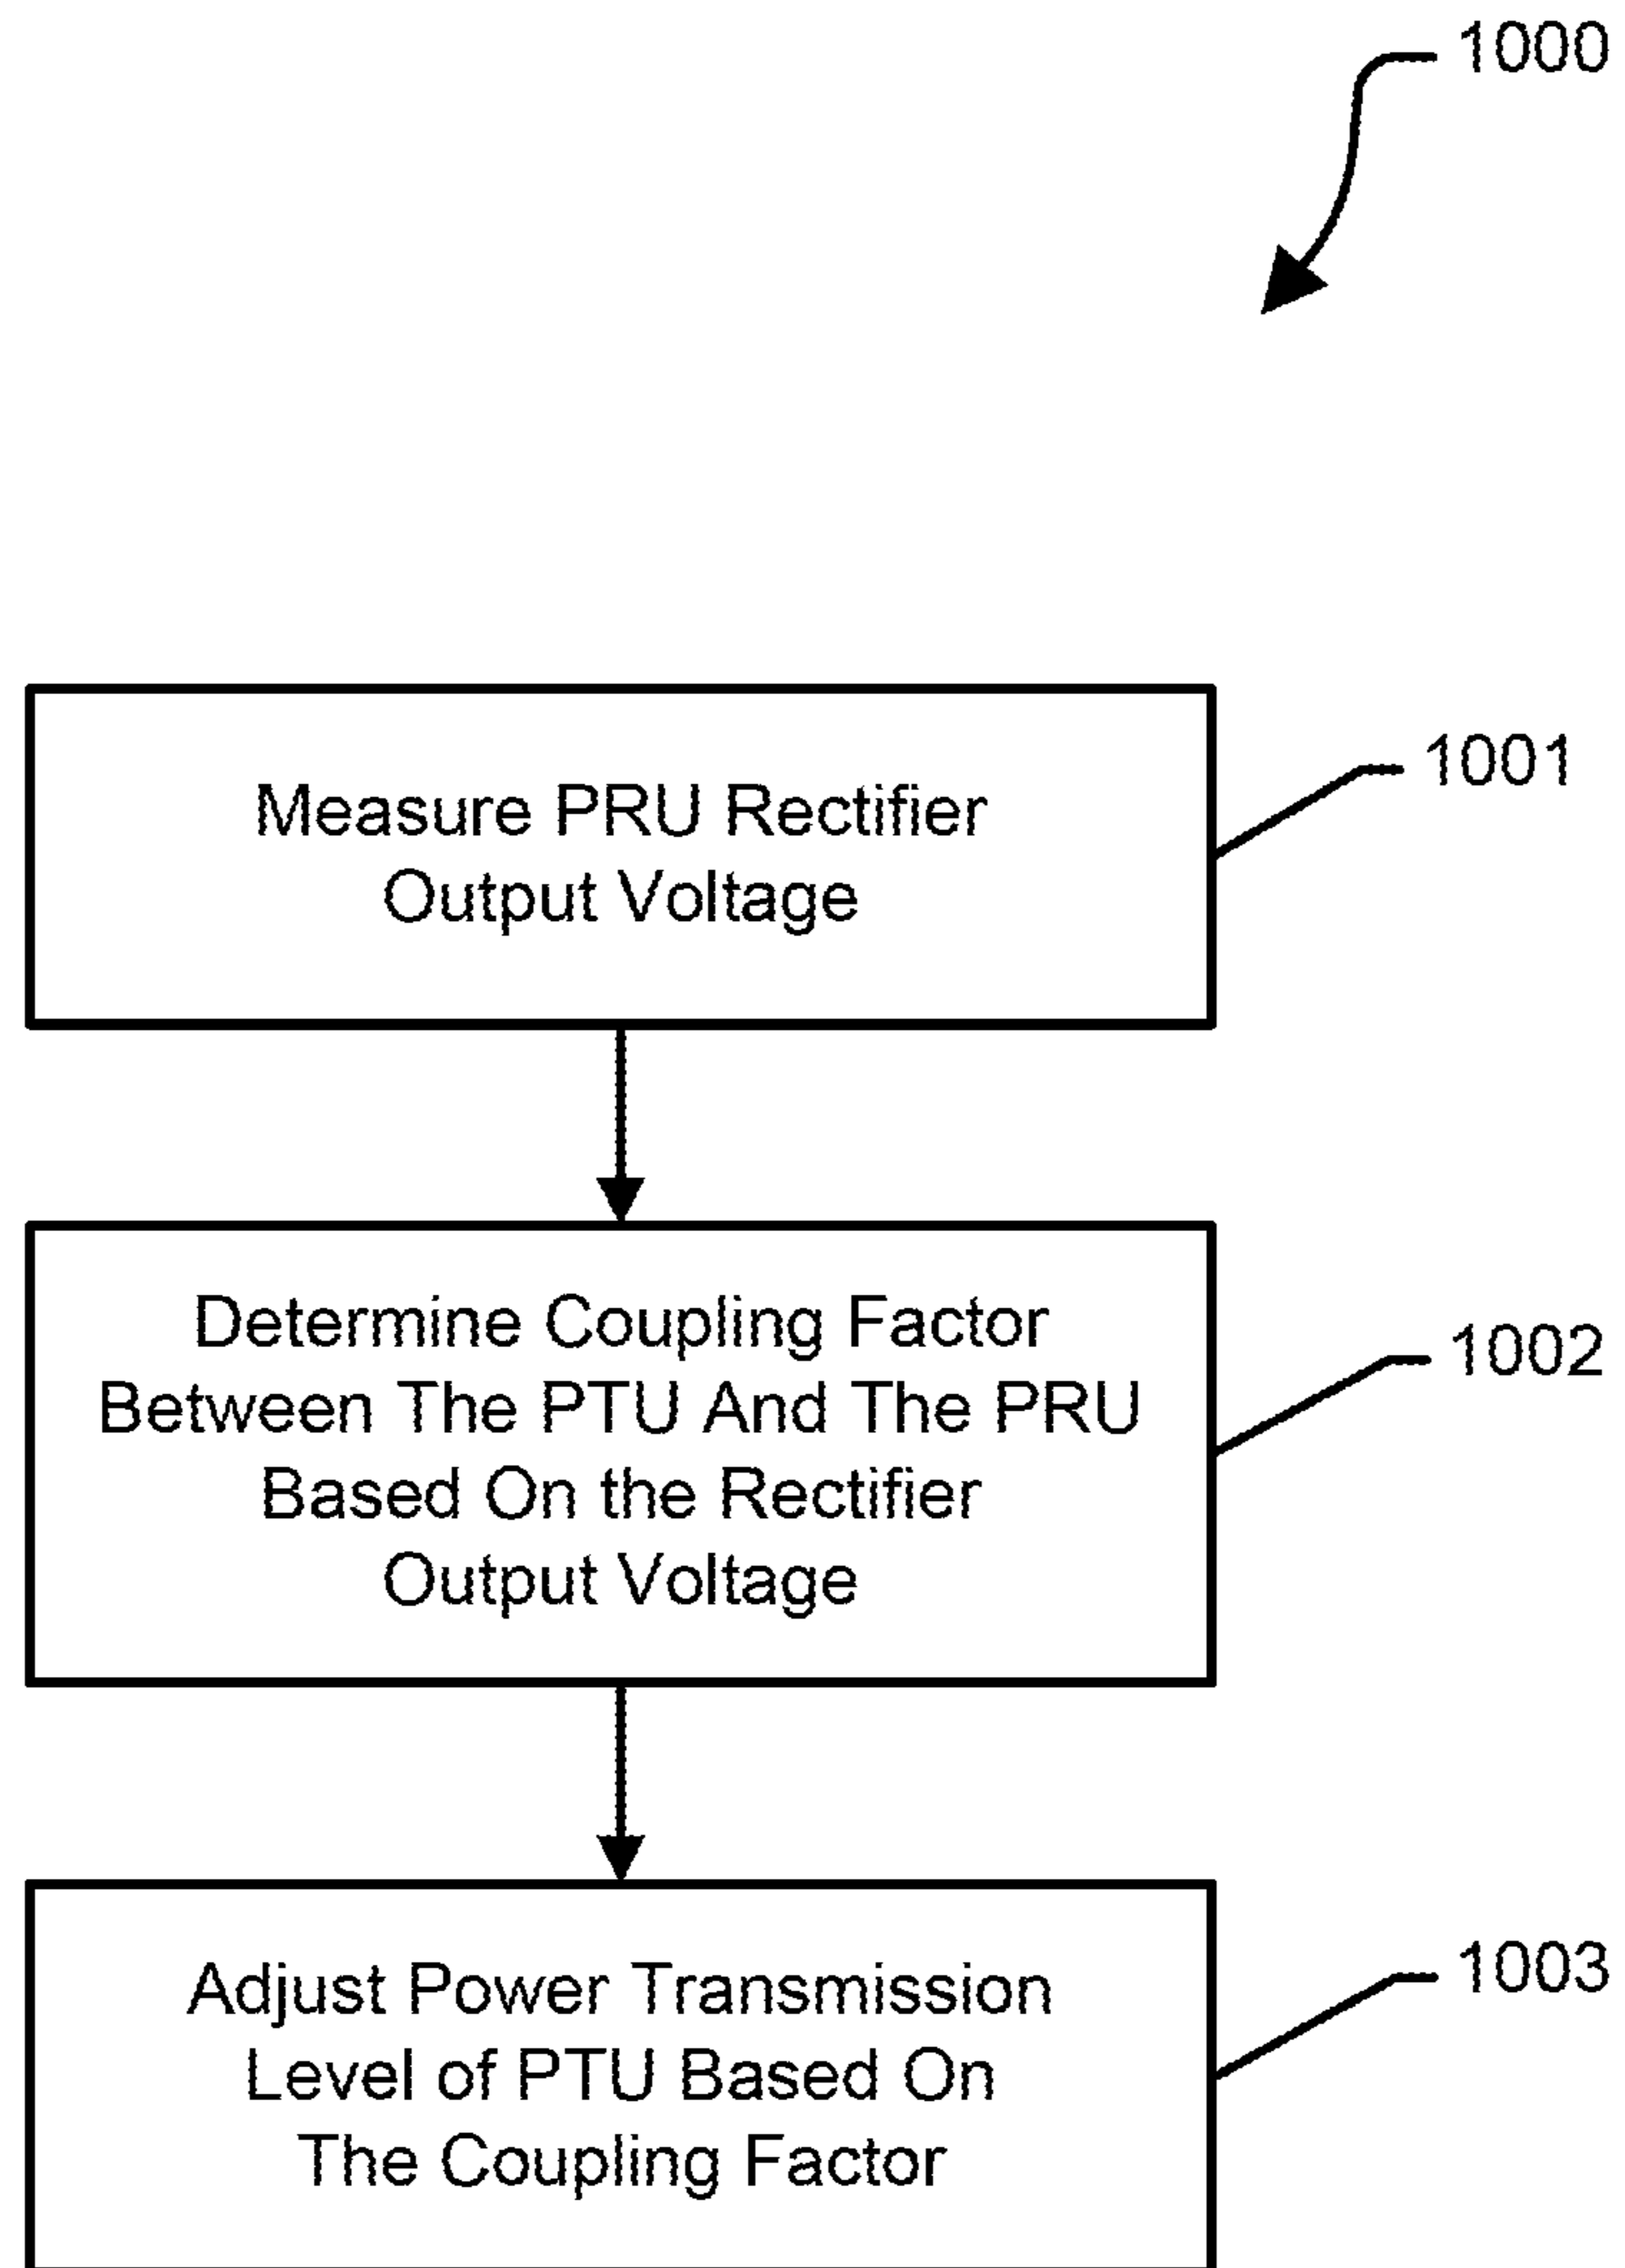 1000
Measure PRU Rectifier
Output Voltage
1001
Determine Coupling Factor
Between The PTU And The PRU
Based On the Rectifier
Output Voltage
1002
Adjust Power Transmission
Level of PTU Based On
The Coupling Factor
1003